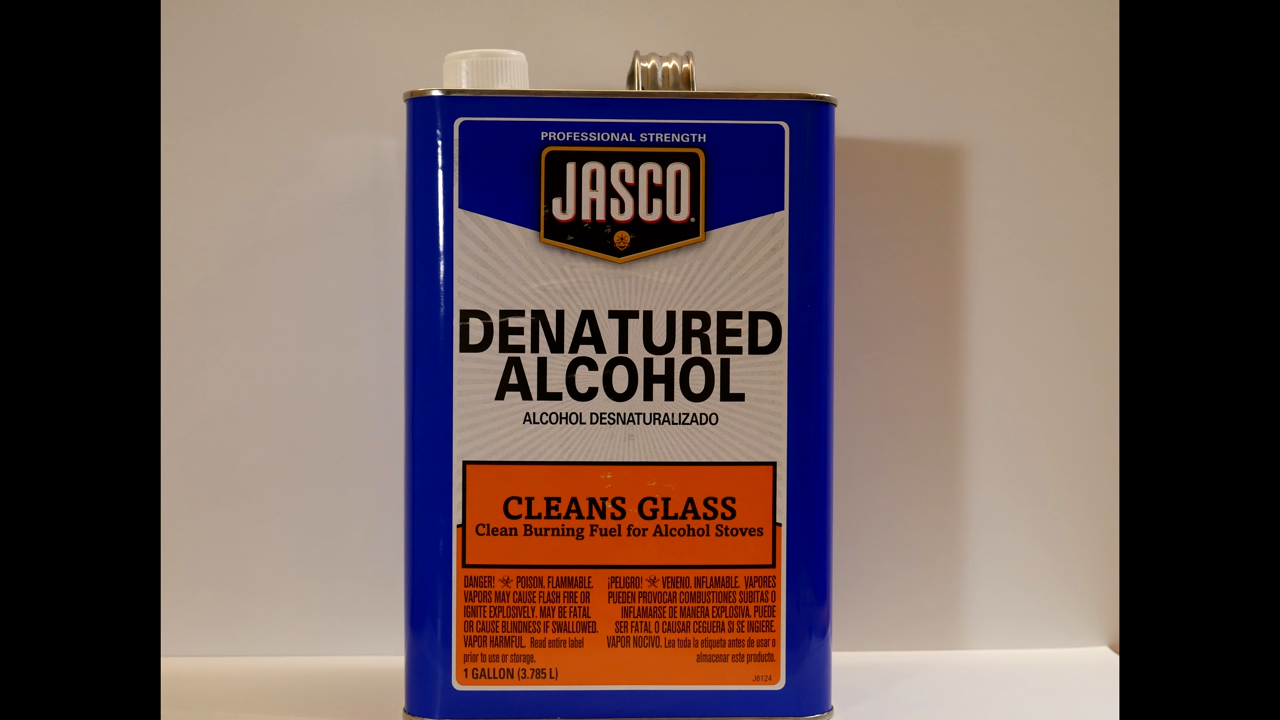 PROFESSIONAL STRENGTH
JASCO®
DENATURED
ALCOHOL
ALCOHOL DESNATURALIZADO
CLEANS GLASS
Clean Burning Fuel for Alcohol Stoves
DANGER! POISON. FLAMMABLE.
VAPORS MAY CAUSE FLASH FIRE OR
IGNITE EXPLOSIVELY. MAY BE FATAL
OR CAUSE BLINDNESS IF SWALLOWED.
VAPOR HARMFUL. Read entire label
prior to use or storage.
¡PELIGRO! VENENO. INFLAMABLE. VAPORES
PUEDEN PROVOCAR COMBUSTIONES SUBITAS O
INFLAMARSE DE MANERA EXPLOSIVA. PUEDE
SER FATAL O CAUSAR CEGUERA SI SE INGIERE.
VAPOR NOCIVO. Lea toda la etiqueta antes de usar o
almacenar este producto.
1 GALLON (3.785 L)
J6124